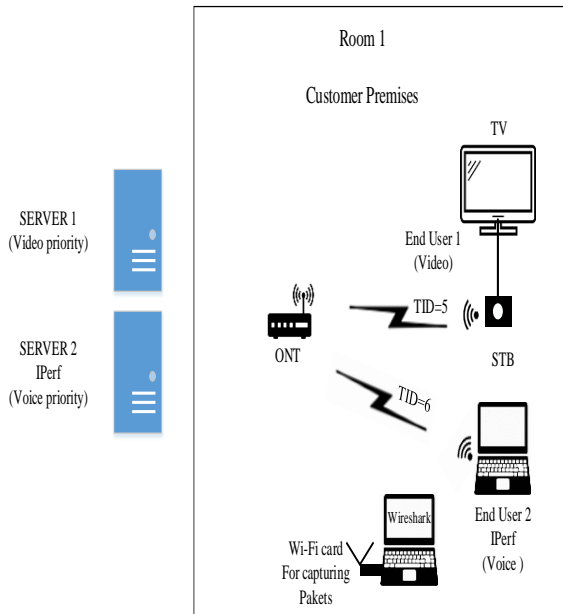 Room 1
Customer Premises
TV
SERVER 1
(Video priority)
End User 1
(Video)
TID=5
ONT
STB
SERVER 2
IPerf
(Voice priority)
TID=6
Wireshark
End User 2
IPerf
(Voice )
Wi-Fi card
For capturing
Pakets